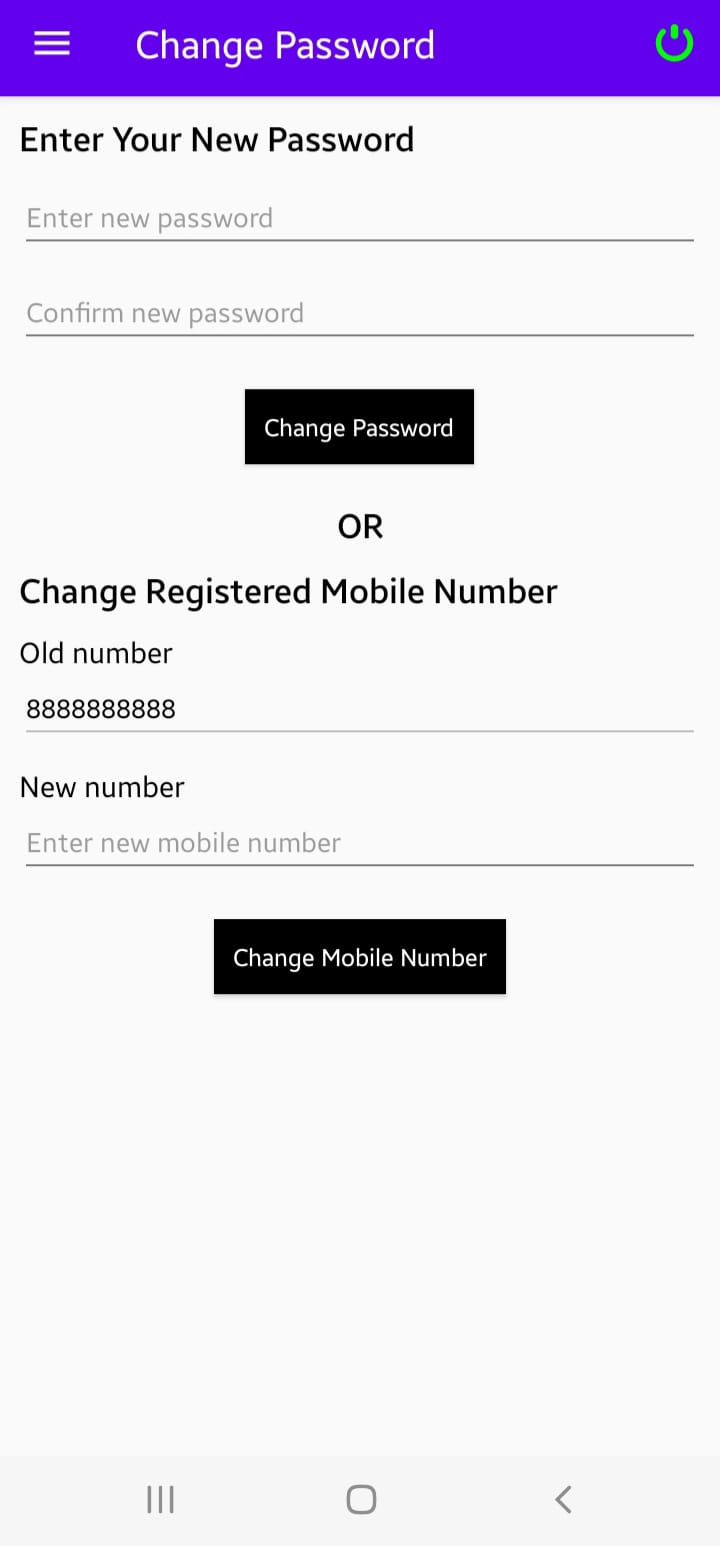 Change Password
Enter Your New Password
Enter new password
Confirm new password
Change Password
OR
Change Registered Mobile Number
Old number
8888888888
New number
Enter new mobile number
Change Mobile Number